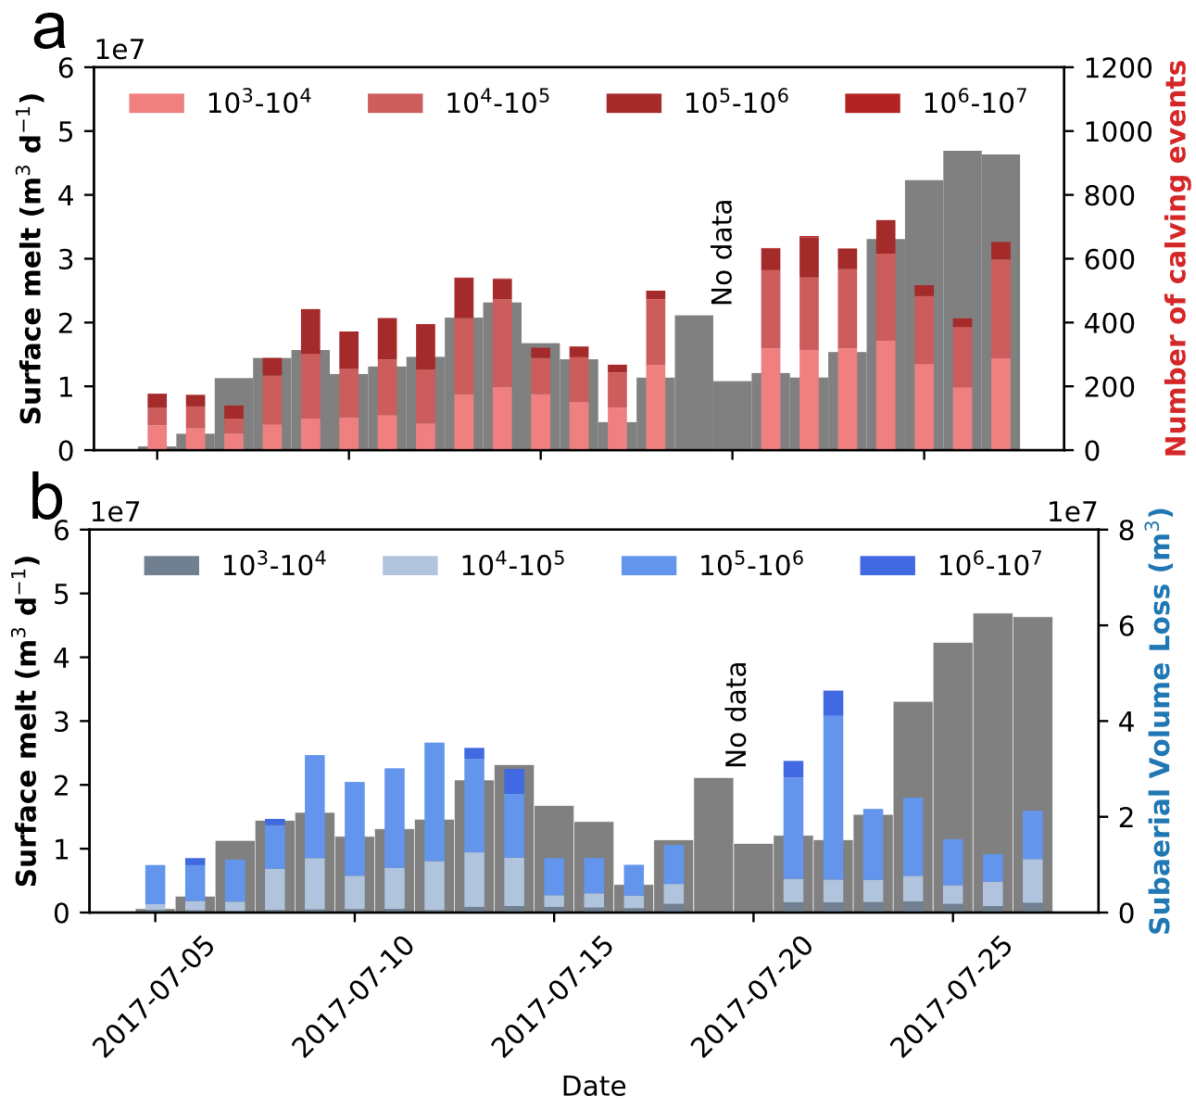 a
1e7
10³-10⁴ 10⁴-10⁵ 10⁵-10⁶ 10⁶-10⁷
6
5
4
3
2
1
0
Surface melt (m³ d⁻¹)
No data
1200
1000
800
600
400
200
0
Number of calving events
b
1e7 1e7
10³-10⁴ 10⁴-10⁵ 10⁵-10⁶ 10⁶-10⁷
6
5
4
3
2
1
0
Surface melt (m³ d⁻¹)
No data
8
6
4
2
0
Subaerial Volume Loss (m³)
2017-07-05 2017-07-10 2017-07-15 2017-07-20 2017-07-25
Date